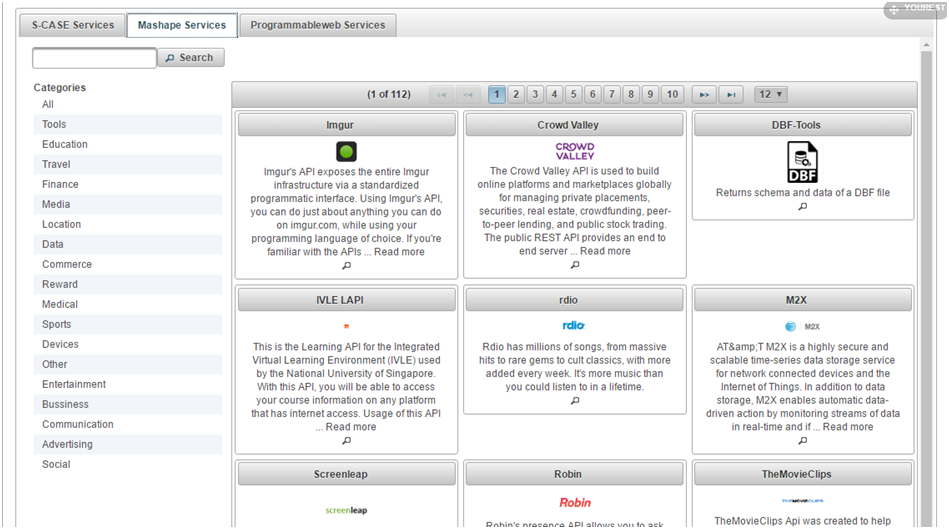 YOUREST
S-CASE Services
Mashape Services
Programmableweb Services
Search
Categories
All
Tools
Education
Travel
Finance
Media
Location
Data
Commerce
Reward
Medical
Sports
Devices
Other
Entertainment
Bussiness
Communication
Advertising
Social
(1 of 112)
1 2 3 4 5 6 7 8 9 10
12
Imgur
Imgur's API exposes the entire Imgur
infrastructure via a standardized
programmatic interface. Using Imgur's API,
you can do just about anything you can do
on imgur.com, while using your
programming language of choice. If you're
familiar with the APIs ... Read more
Crowd Valley
CROWD
VALLEY
The Crowd Valley API is used to build
online platforms and marketplaces globally
for managing private placements,
securities, real estate, crowdfunding, peer-
to-peer lending, and public stock trading.
The public REST API provides an end to
end server ... Read more
DBF-Tools
DBF
Returns schema and data of a DBF file
IVLE LAPI
This is the Learning API for the Integrated
Virtual Learning Environment (IVLE) used
by the National University of Singapore.
With this API, you will be able to access
your course information on any platform
that has internet access. Usage of this API
... Read more
rdio
rdio
Rdio has millions of songs, from massive
hits to rare gems to cult classics, with more
added every week. It's more music than
you could listen to in a lifetime.
M2X
M2X
AT&amp;T M2X is a highly secure and
scalable time-series data storage service
for network connected devices and the
Internet of Things. In addition to data
storage, M2X enables automatic data-
driven action by monitoring streams of data
in real-time and if ... Read more
Screenleap
screenleap
Robin
Robin
Robin's presence API allows you to ask
TheMovieClips
THEMOVIECLIPS
TheMovieClips Api was created to help